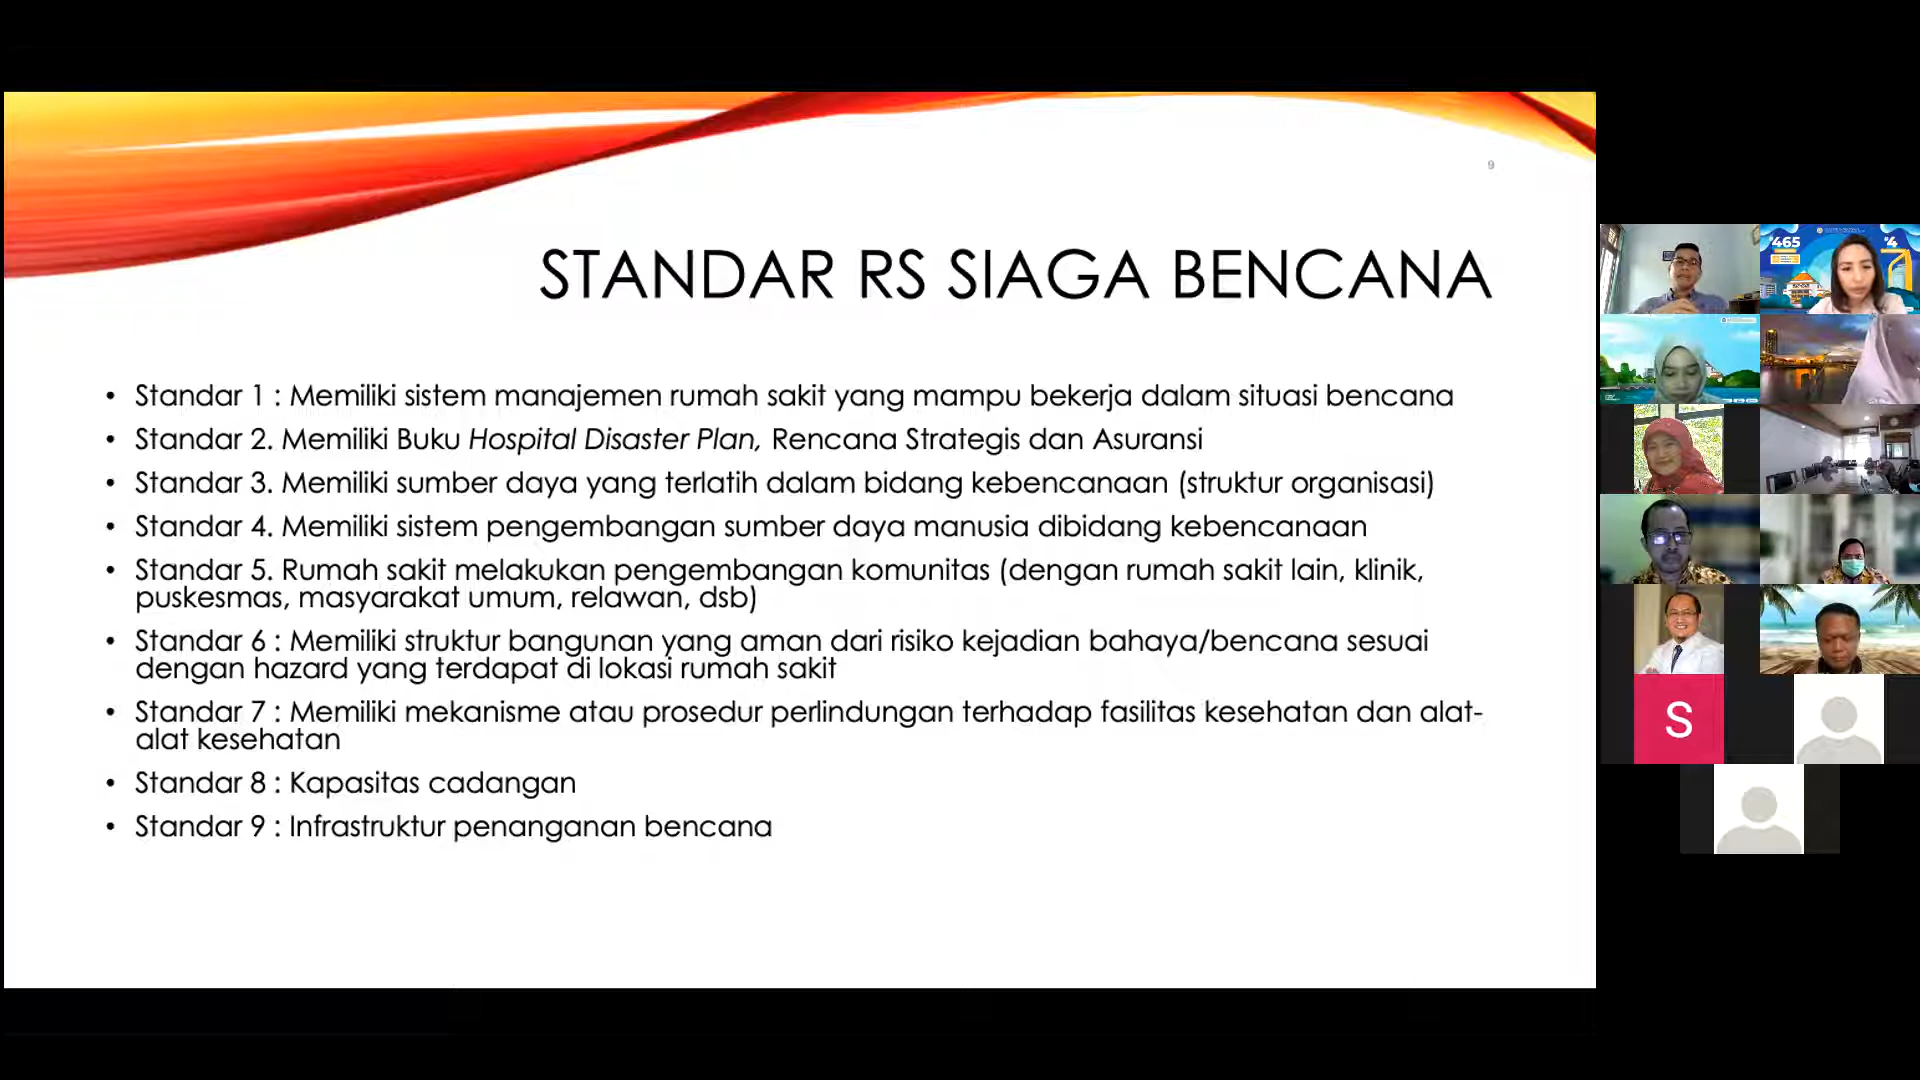 9
STANDAR RS SIAGA BENCANA
• Standar 1 : Memiliki sistem manajemen rumah sakit yang mampu bekerja dalam situasi bencana
• Standar 2. Memiliki Buku Hospital Disaster Plan, Rencana Strategis dan Asuransi
• Standar 3. Memiliki sumber daya yang terlatih dalam bidang kebencanaan (struktur organisasi)
• Standar 4. Memiliki sistem pengembangan sumber daya manusia dibidang kebencanaan
• Standar 5. Rumah sakit melakukan pengembangan komunitas (dengan rumah sakit lain, klinik,
puskesmas, masyarakat umum, relawan, dsb)
• Standar 6 : Memiliki struktur bangunan yang aman dari risiko kejadian bahaya/bencana sesuai
dengan hazard yang terdapat di lokasi rumah sakit
• Standar 7 : Memiliki mekanisme atau prosedur perlindungan terhadap fasilitas kesehatan dan alat-
alat kesehatan
• Standar 8 : Kapasitas cadangan
• Standar 9 : Infrastruktur penanganan bencana
465
4
S